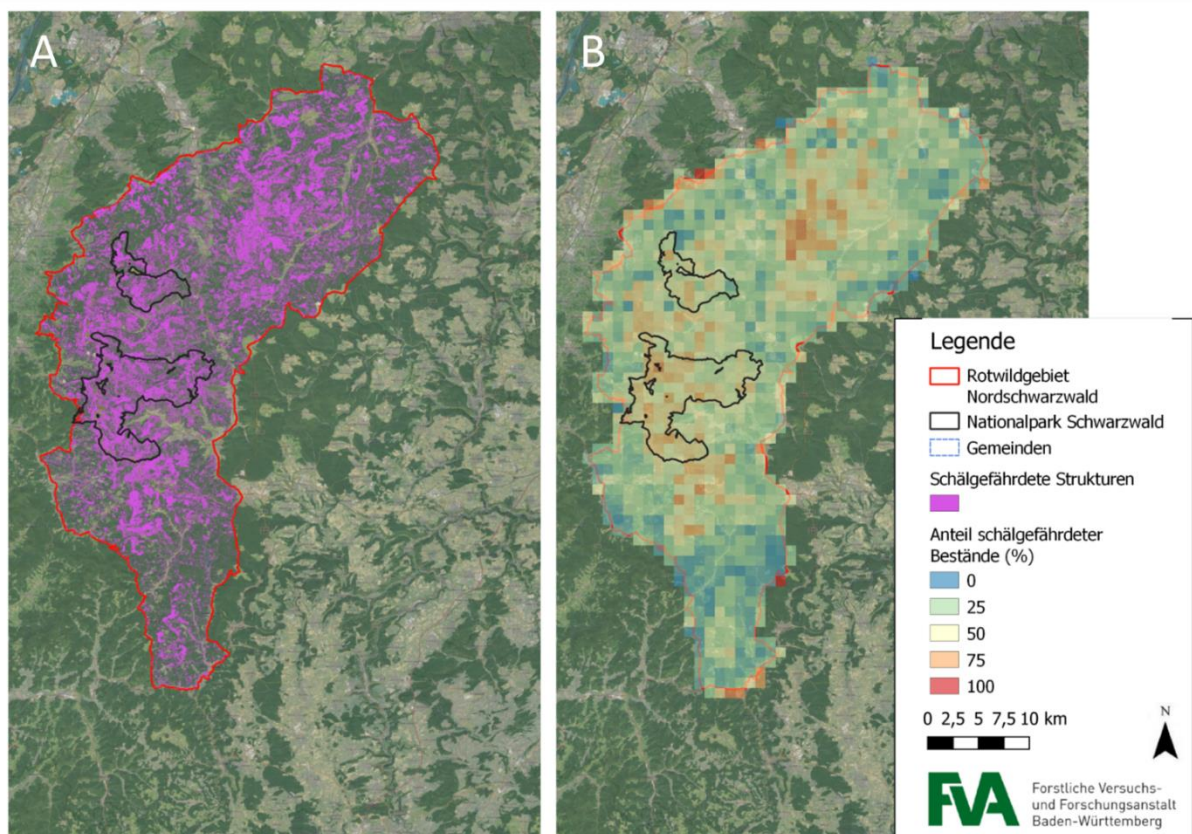 A
B
Legende
Rotwildgebiet
Nordschwarzwald
Nationalpark Schwarzwald
Gemeinden
Schälgefährdete Strukturen
Anteil schälgefährdeter
Bestände (%)
0
25
50
75
100
0 2,5 5 7,5 10 km
N
FVA
Forstliche Versuchs-
und Forschungsanstalt
Baden-Württemberg